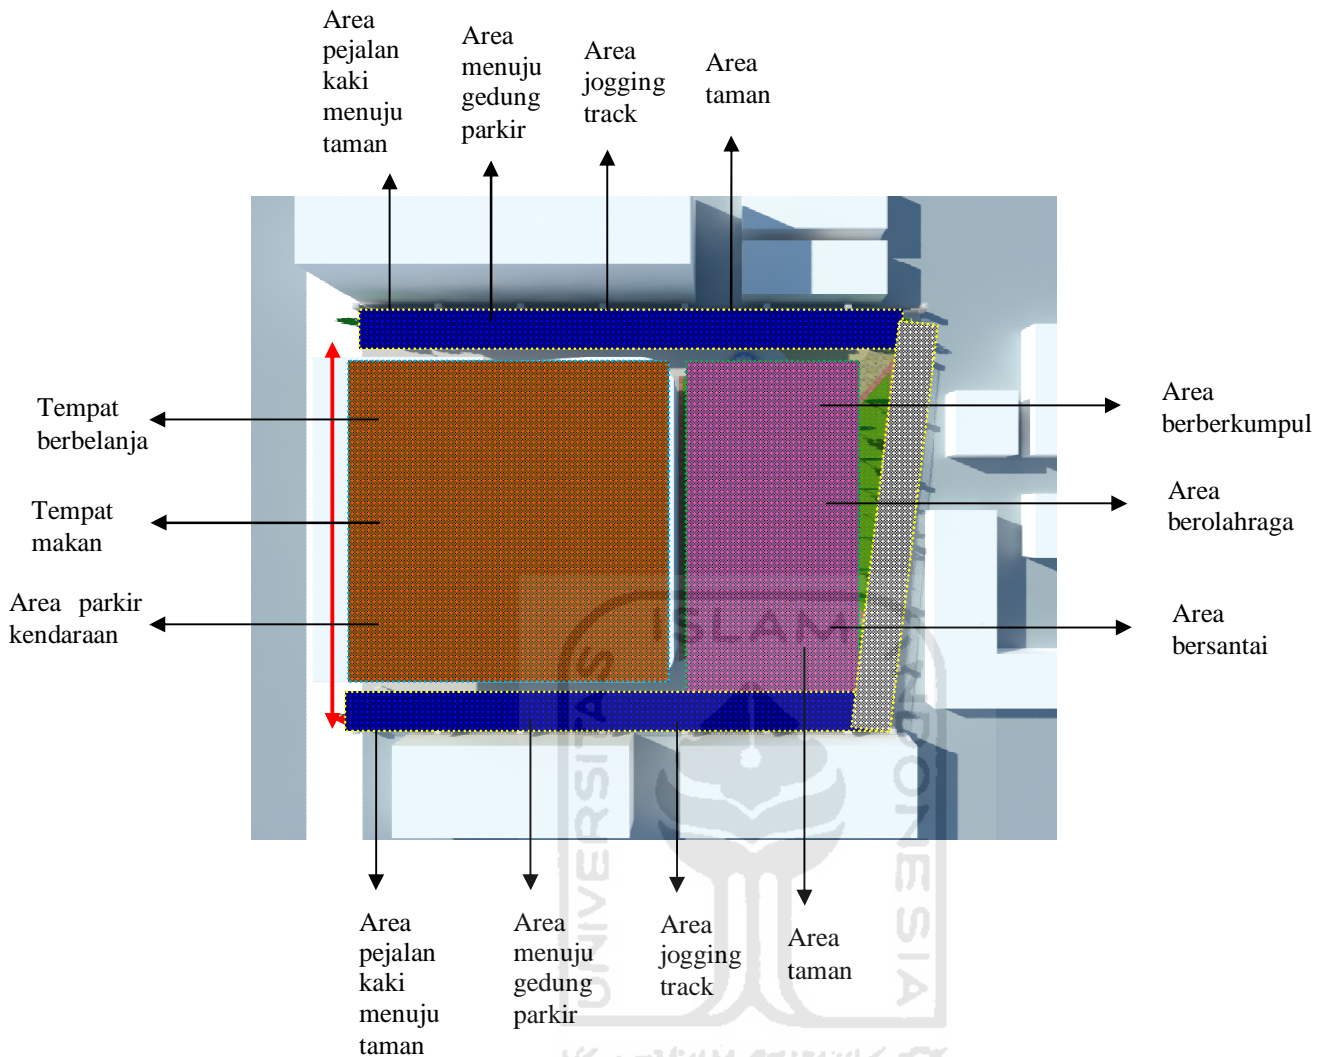 Area
pejalan
kaki
menuju
taman
Area
menuju
gedung
parkir
Area
jogging
track
Area
taman
Tempat
berbelanja
Tempat
makan
Area parkir
kendaraan
Area
berberkumpul
Area
berolahraga
Area
bersantai
Area
pejalan
kaki
menuju
taman
Area
menuju
gedung
parkir
Area
jogging
track
Area
taman
UNIVERSITAS
ISLAM
INDONESIA